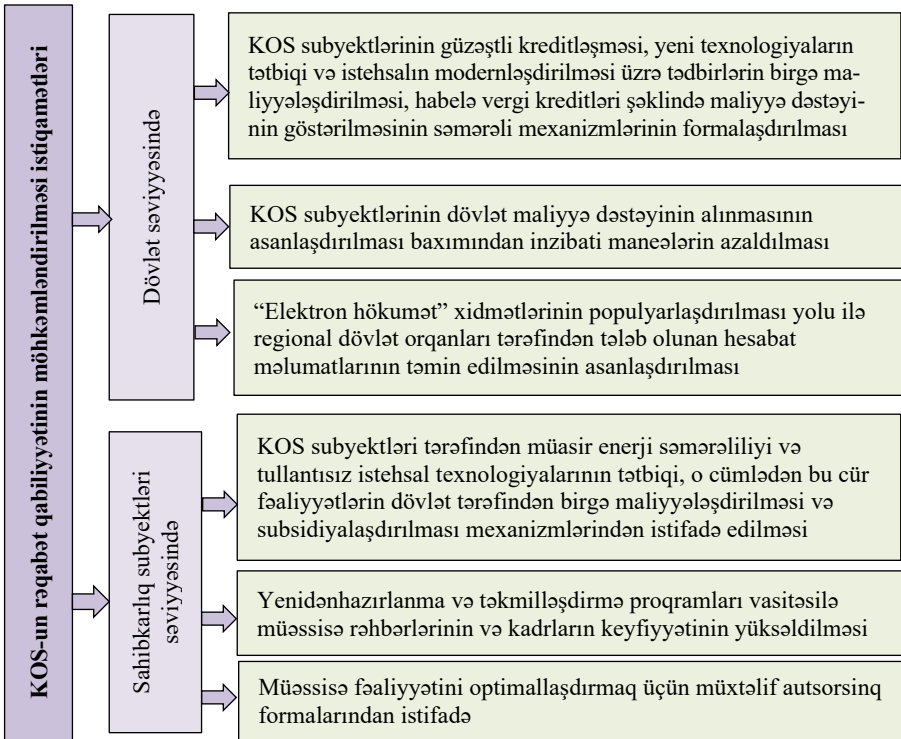 KOS-un rəqabət qabiliyyətinin möhkəmləndirilməsi istiqamətləri
Dövlət səviyyəsində
KOS subyektlərinin güzəştli kreditləşməsi, yeni texnologiyaların
tətbiqi və istehsalın modernləşdirilməsi üzrə tədbirlərin birgə ma-
liyyələşdirilməsi, habelə vergi kreditləri şəklində maliyyə dəstəyi-
nin göstərilməsinin səmərəli mexanizmlərinin formalaşdırılması
KOS subyektlərinin dövlət maliyyə dəstəyinin alınmasının
asanlaşdırılması baxımından inzibati maneələrin azaldılması
“Elektron hökumət” xidmətlərinin populyarlaşdırılması yolu ilə
regional dövlət orqanları tərəfindən tələb olunan hesabat
məlumatlarının təmin edilməsinin asanlaşdırılması
Sahibkarlıq subyektləri
səviyyəsində
KOS subyektləri tərəfindən müasir enerji səmərəliliyi və
tullantısız istehsal texnologiyalarının tətbiqi, o cümlədən bu cür
fəaliyyətlərin dövlət tərəfindən birgə maliyyələşdirilməsi və
subsidiyalaşdırılması mexanizmlərindən istifadə edilməsi
Yenidənhazırlanma və təkmilləşdirmə proqramları vasitəsilə
müəssisə rəhbərlərinin və kadrların keyfiyyətinin yüksəldilməsi
Müəssisə fəaliyyətini optimallaşdırmaq üçün müxtəlif autsorsinq
formalarından istifadə